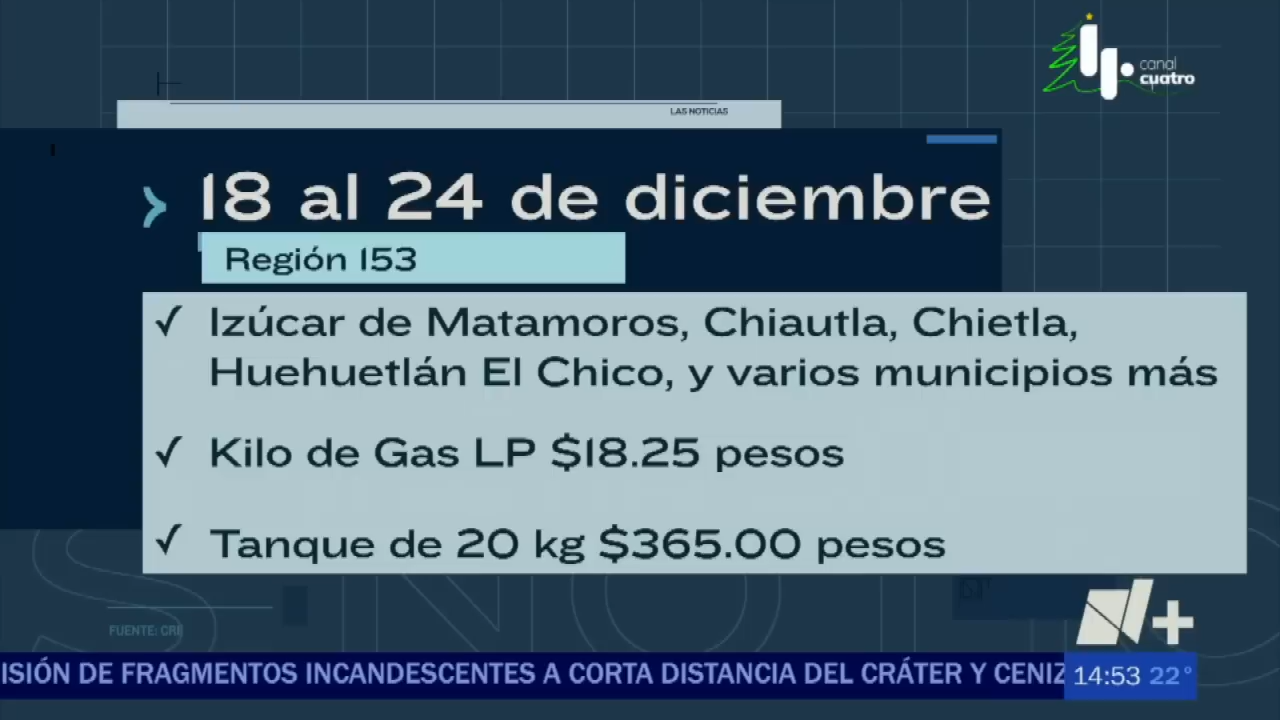 canal
cuatro
LAS NOTICIAS
18 al 24 de diciembre
Región 153
✓ Izúcar de Matamoros, Chiautla, Chietla,
Huehuetlán El Chico, y varios municipios más
✓ Kilo de Gas LP $18.25 pesos
✓ Tanque de 20 kg $365.00 pesos
FUENTE: CRE
ISIÓN DE FRAGMENTOS INCANDESCENTES A CORTA DISTANCIA DEL CRÁTER Y CENIZ
14:53 22°